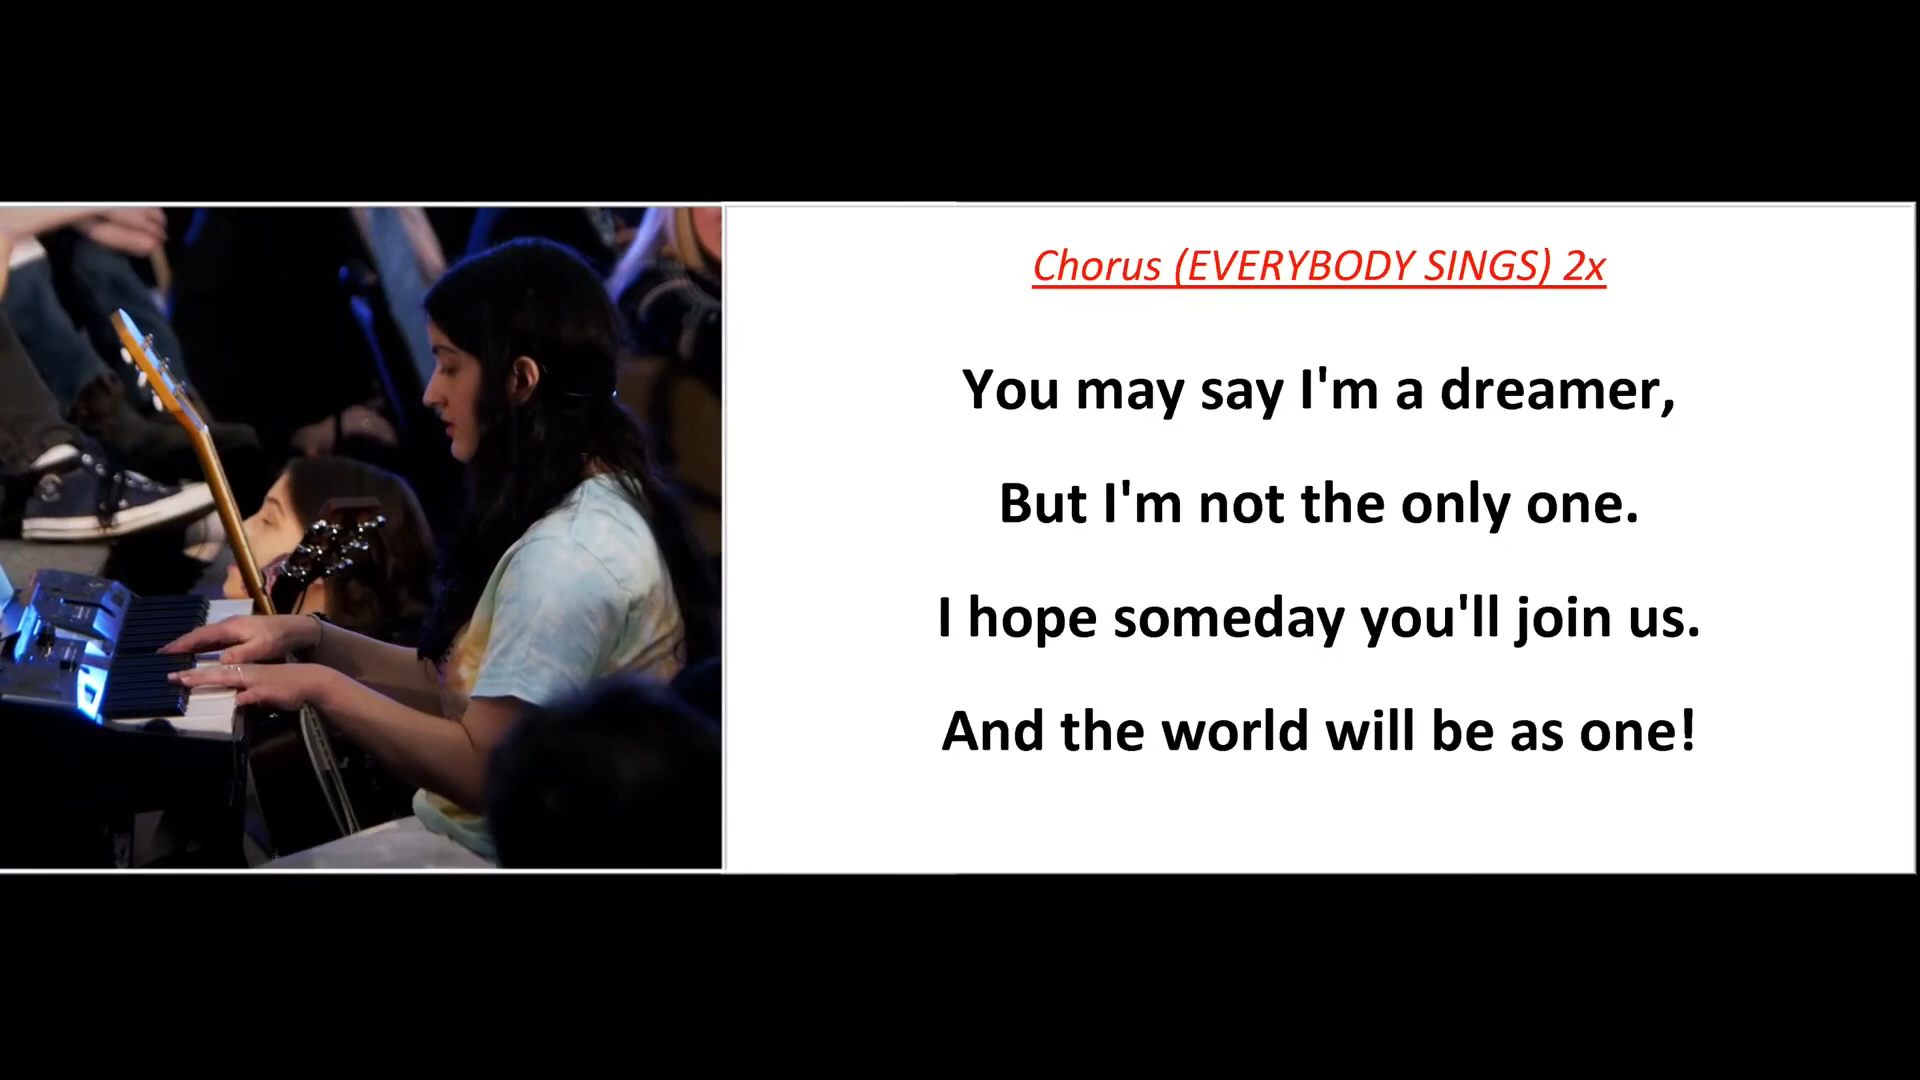 Chorus (EVERYBODY SINGS) 2x
You may say I'm a dreamer,
But I'm not the only one.
I hope someday you'll join us.
And the world will be as one!